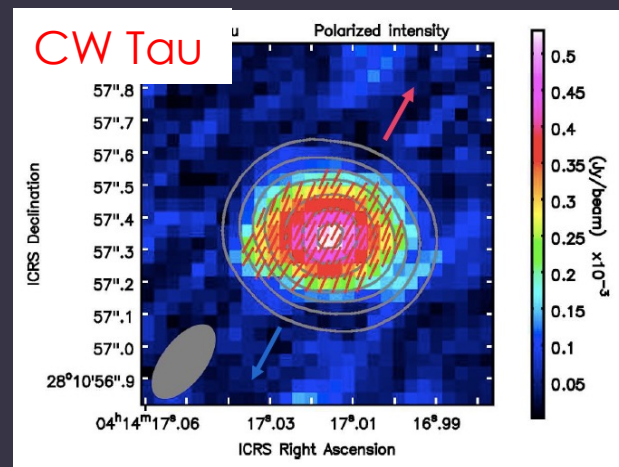 CW Tau
u
Polarized intensity
57".8
57".7
57".6
57".5
57".4
57".3
57".2
57".1
57".0
28°10'56".9
04ʰ14ᵐ17ˢ.06
17ˢ.03
17ˢ.01
16ˢ.99
ICRS Right Ascension
ICRS Declination
0.5
0.45
0.4
0.35
0.3
0.25
0.2
0.15
0.1
0.05
(Jy/beam) ×10⁻³